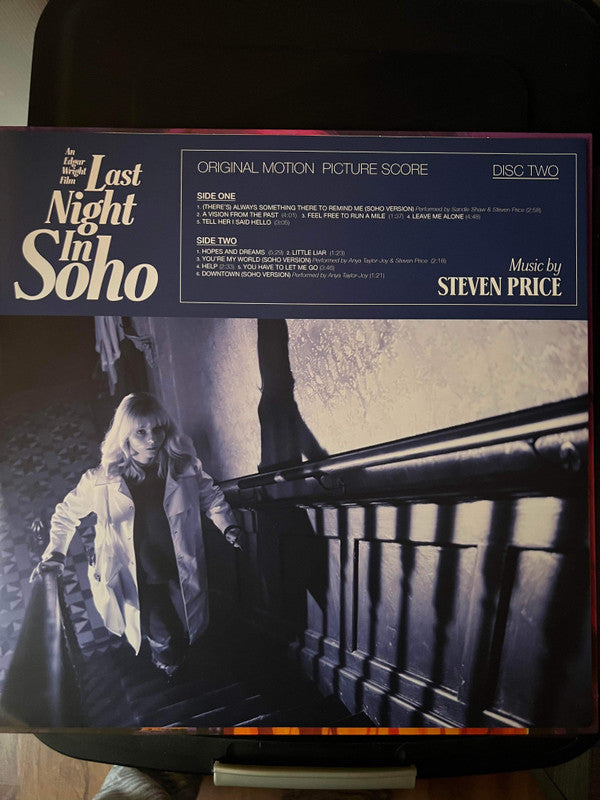 An
Edgar
Wright
Film
Last
Night
In
Soho
ORIGINAL MOTION PICTURE SCORE
DISC TWO
SIDE ONE
1. (THERE'S) ALWAYS SOMETHING THERE TO REMIND ME (SOHO VERSION) Performed by Sandie Shaw & Steven Price (2:58)
2. A VISION FROM THE PAST (4:01) 3. FEEL FREE TO RUN A MILE (1:37) 4. LEAVE ME ALONE (4:48)
5. TELL HER I SAID HELLO (3:05)
SIDE TWO
1. HOPES AND DREAMS (5:29) 2. LITTLE LIAR (1:23)
3. YOU'RE MY WORLD (SOHO VERSION) Performed by Anya Taylor-Joy & Steven Price (2:18)
4. HELP (2:33) 5. YOU HAVE TO LET ME GO (3:46)
6. DOWNTOWN (SOHO VERSION) Performed by Anya Taylor-Joy (1:21)
Music by
STEVEN PRICE